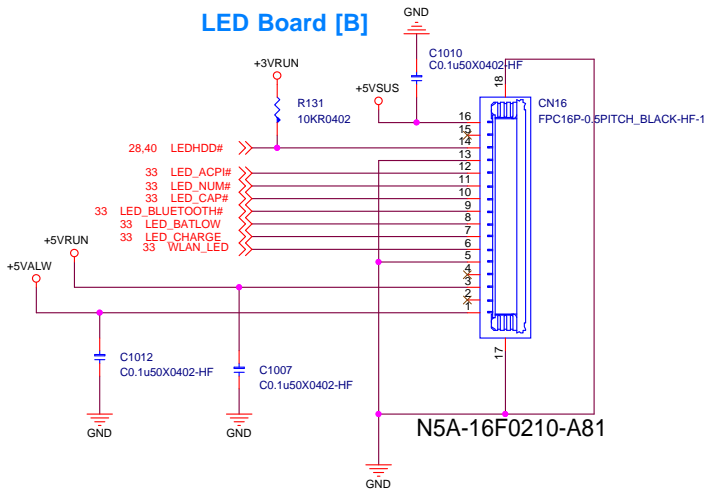 LED Board [B]
GND
+3VRUN
C1010
C0.1u50X0402-HF
+5VSUS
18
R131
10KR0402
CN16
FPC16P-0.5PITCH_BLACK-HF-1
16
15
28,40 LEDHDD#
14
13
33 LED_ACPI#
12
33 LED_NUM#
11
33 LED_CAP#
10
33 LED_BLUETOOTH#
9
33 LED_BATLOW
8
33 LED_CHARGE
7
33 WLAN_LED
6
+5VRUN
5
+5VALW
4
3
2
1
17
C1012
C0.1u50X0402-HF
C1007
C0.1u50X0402-HF
GND
GND
N5A-16F0210-A81
GND